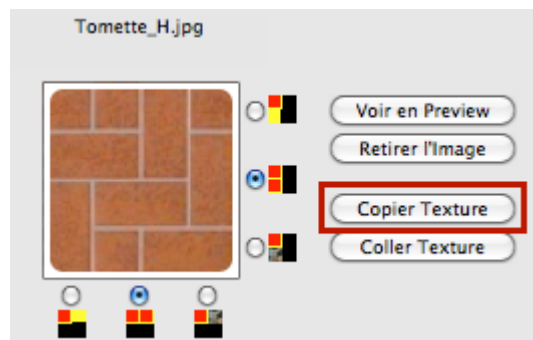 Tomette_H.jpg
Voir en Preview
Retirer l'Image
Copier Texture
Coller Texture